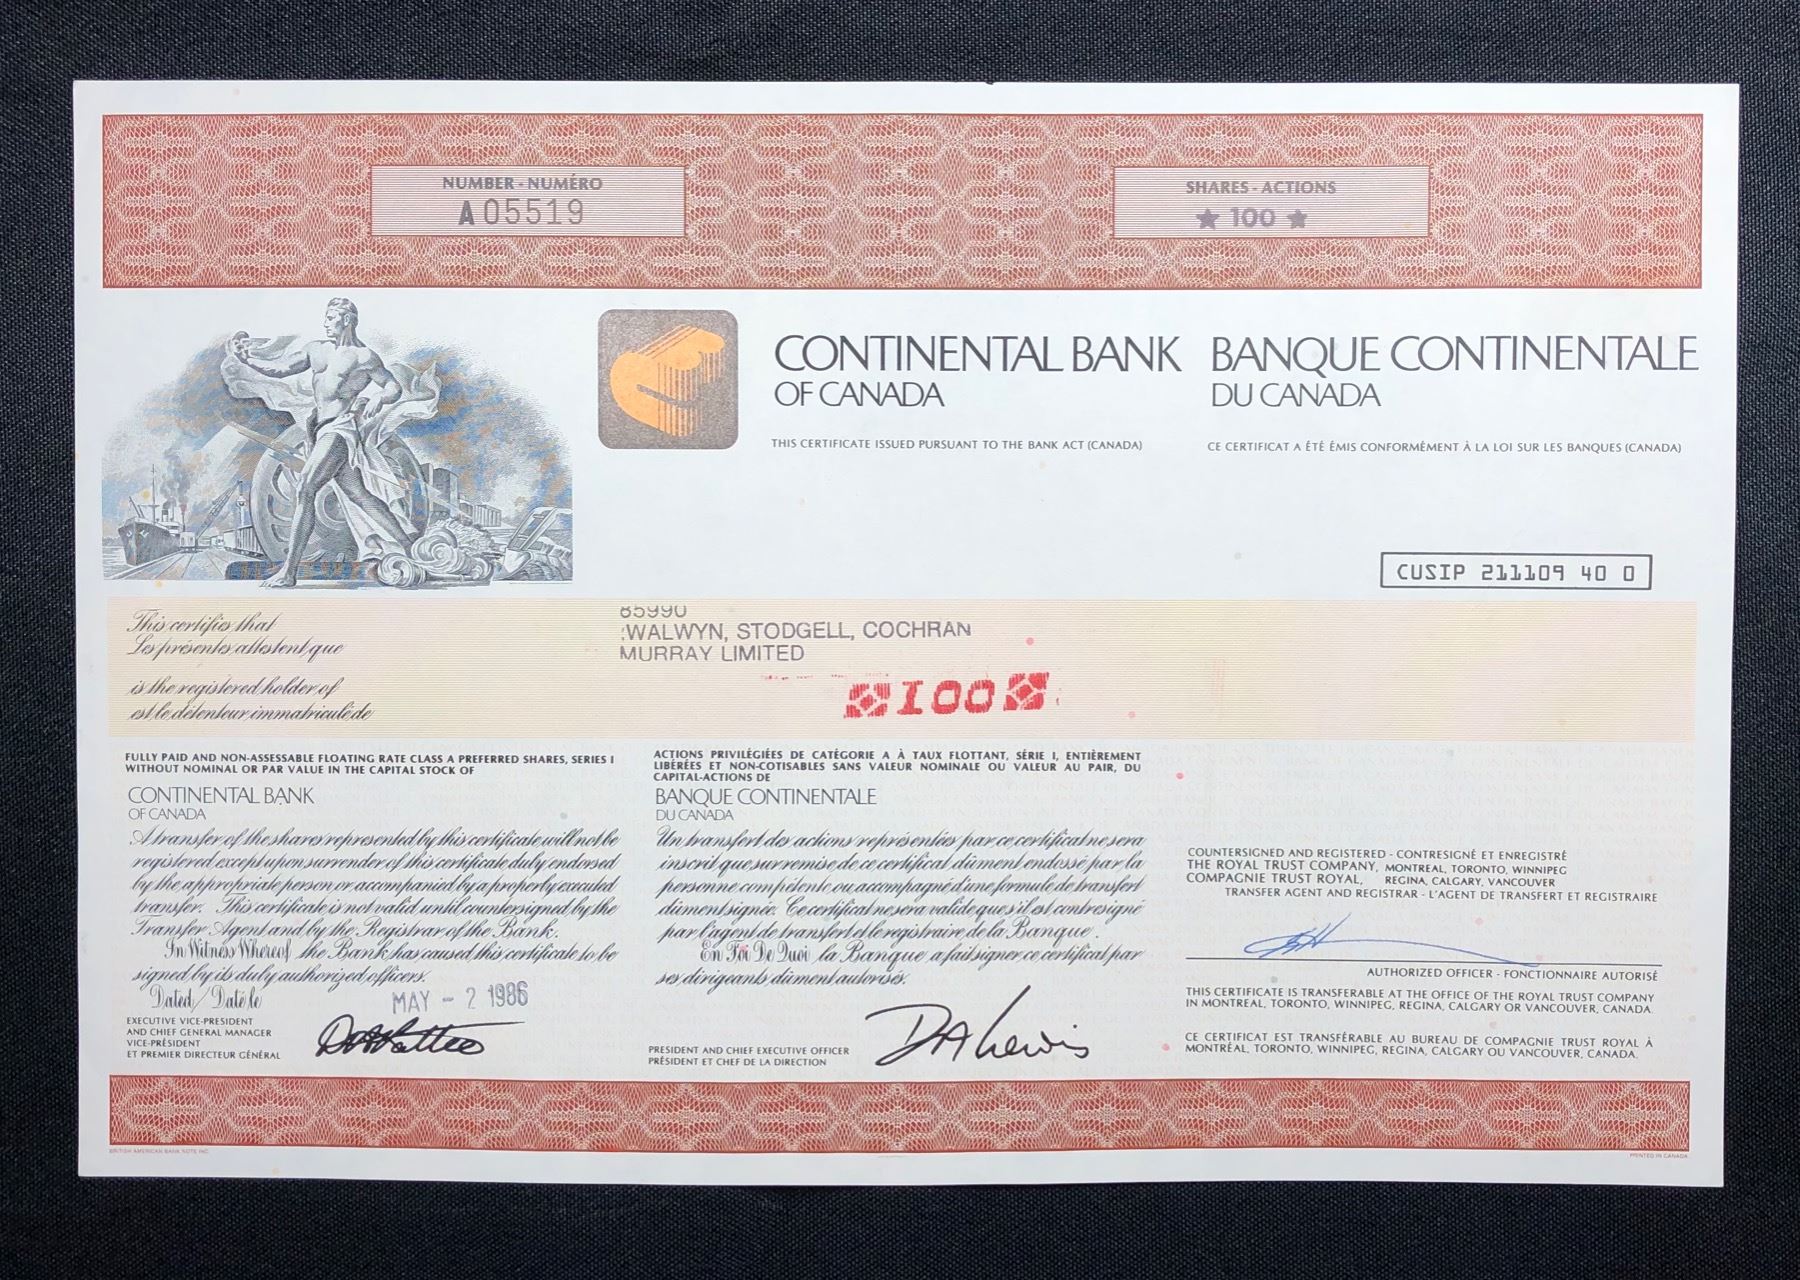 NUMBER - NUMÉRO
A 05519
SHARES - ACTIONS
★ 100 ★
CONTINENTAL BANK
OF CANADA
BANQUE CONTINENTALE
DU CANADA
THIS CERTIFICATE ISSUED PURSUANT TO THE BANK ACT (CANADA)
CE CERTIFICAT A ÉTÉ ÉMIS CONFORMÉMENT À LA LOI SUR LES BANQUES (CANADA)
CUSIP 211109 40 0
This certifies that
Les présentes attestent que
85990
WALWYN, STODGELL, COCHRAN
MURRAY LIMITED
is the registered holder of
est le détenteur immatriculé de
100
FULLY PAID AND NON-ASSESSABLE FLOATING RATE CLASS A PREFERRED SHARES, SERIES I
WITHOUT NOMINAL OR PAR VALUE IN THE CAPITAL STOCK OF
CONTINENTAL BANK
OF CANADA
A transfer of the shares represented by this certificate will not be
registered except upon surrender of this certificate duly endorsed
by the appropriate person or accompanied by a properly executed
transfer. This certificate is not valid until countersigned by the
Transfer Agent and by the Registrar of the Bank.
In Witness Whereof the Bank has caused this certificate to be
signed by its duly authorized officers.
Dated/Daté le
MAY - 2 1986
EXECUTIVE VICE-PRESIDENT
AND CHIEF GENERAL MANAGER
VICE-PRÉSIDENT
ET PREMIER DIRECTEUR GÉNÉRAL
ACTIONS PRIVILÉGIÉES DE CATÉGORIE A À TAUX FLOTTANT, SÉRIE I, ENTIÈREMENT
LIBÉRÉES ET NON-COTISABLES SANS VALEUR NOMINALE OU VALEUR AU PAIR, DU
CAPITAL-ACTIONS DE
BANQUE CONTINENTALE
DU CANADA
Un transfert des actions représentées par ce certificat ne sera
inscrit que sur remise de ce certificat dûment endossé par la
personne compétente ou accompagné d'une formule de transfert
dûment signée. Ce certificat ne sera valide que s'il est contresigné
par l'agent de transfert et le registraire de la Banque.
En Foi De Quoi la Banque a fait signer ce certificat par
ses dirigeants dûment autorisés.
PRESIDENT AND CHIEF EXECUTIVE OFFICER
PRÉSIDENT ET CHEF DE LA DIRECTION
DA Lewis
COUNTERSIGNED AND REGISTERED - CONTRESIGNÉ ET ENREGISTRÉ
THE ROYAL TRUST COMPANY, MONTREAL, TORONTO, WINNIPEG
COMPAGNIE TRUST ROYAL, REGINA, CALGARY, VANCOUVER
TRANSFER AGENT AND REGISTRAR - L'AGENT DE TRANSFERT ET REGISTRAIRE
AUTHORIZED OFFICER - FONCTIONNAIRE AUTORISÉ
THIS CERTIFICATE IS TRANSFERABLE AT THE OFFICE OF THE ROYAL TRUST COMPANY
IN MONTREAL, TORONTO, WINNIPEG, REGINA, CALGARY OR VANCOUVER, CANADA.
CE CERTIFICAT EST TRANSFÉRABLE AU BUREAU DE COMPAGNIE TRUST ROYAL À
MONTRÉAL, TORONTO, WINNIPEG, REGINA, CALGARY OU VANCOUVER, CANADA.
BRITISH AMERICAN BANK NOTE INC.
PRINTED IN CANADA